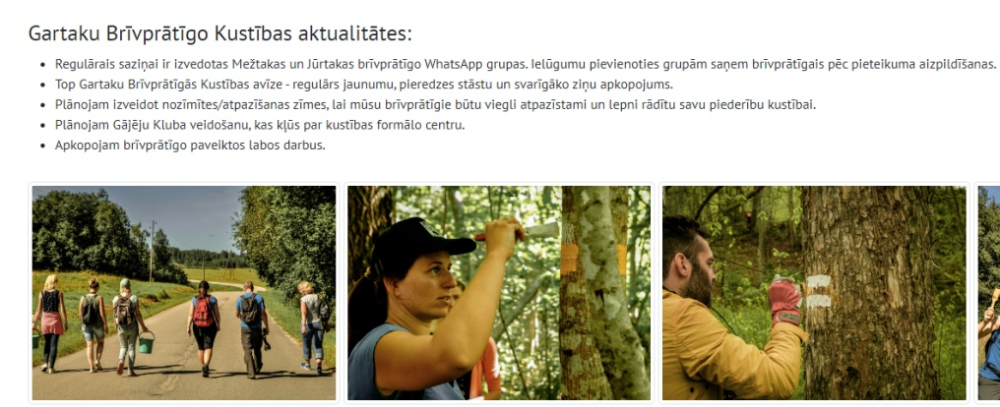 Gartaku Brīvprātīgo Kustības aktualitātes:
Regulārais saziņai ir izvedotas Mežtakas un Jūrtakas brīvprātīgo WhatsApp grupas. Ielūgumu pievienoties grupām saņem brīvprātīgais pēc pieteikuma aizpildīšanas.
Top Gartaku Brīvprātīgās Kustības avīze - regulārs jaunumu, pieredzes stāstu un svarīgāko ziņu apkopojums.
Plānojam izveidot nozīmītes/atpazīšanas zīmes, lai mūsu brīvprātīgie būtu viegli atpazīstami un lepni rādītu savu piederību kustībai.
Plānojam Gājēju Kluba veidošanu, kas kļūs par kustības formālo centru.
Apkopojam brīvprātīgo paveiktos labos darbus.